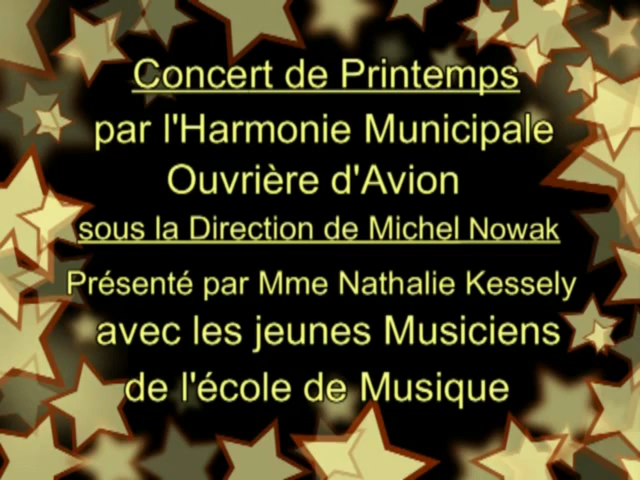 Concert de Printemps
par l'Harmonie Municipale
Ouvrière d'Avion
sous la Direction de Michel Nowak
Présenté par Mme Nathalie Kessely
avec les jeunes Musiciens
de l'école de Musique